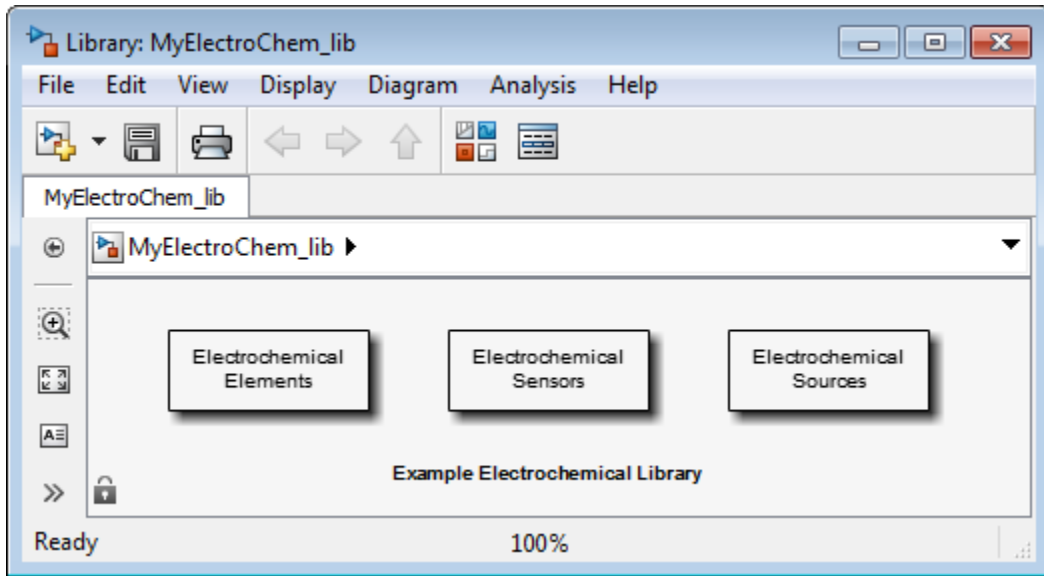 Library: MyElectroChem_lib
File Edit View Display Diagram Analysis Help
MyElectroChem_lib
MyElectroChem_lib
Electrochemical
Elements
Electrochemical
Sensors
Electrochemical
Sources
Example Electrochemical Library
Ready 100%